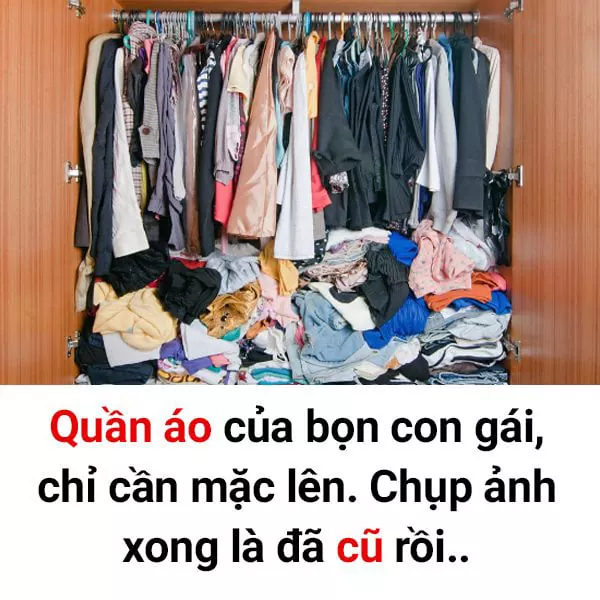 Quần áo của bọn con gái,
chỉ cần mặc lên. Chụp ảnh
xong là đã cũ rồi..